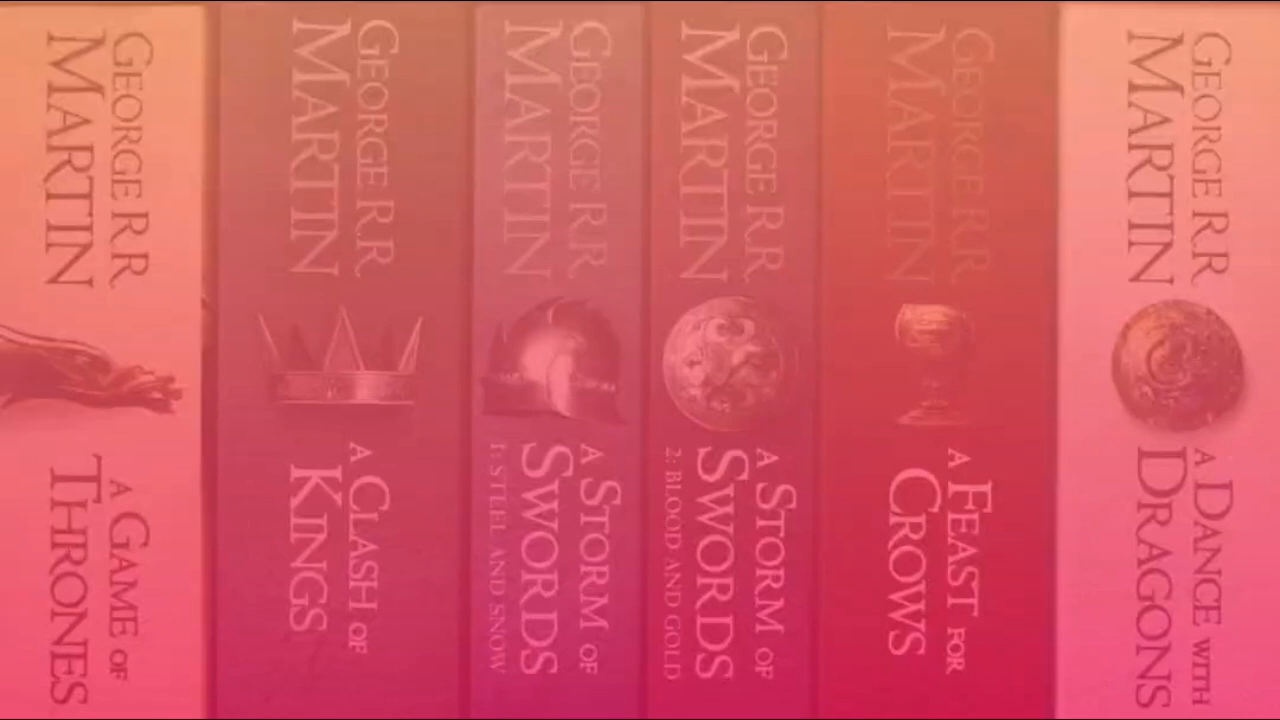 GEORGE R.R.
MARTIN
A GAME OF
THRONES
GEORGE R.R.
MARTIN
A CLASH OF
KINGS
GEORGE R.R.
MARTIN
A STORM OF
SWORDS
1: STEEL AND SNOW
GEORGE R.R.
MARTIN
A STORM OF
SWORDS
2: BLOOD AND GOLD
GEORGE R.R.
MARTIN
A FEAST FOR
CROWS
GEORGE R.R.
MARTIN
A DANCE WITH
DRAGONS